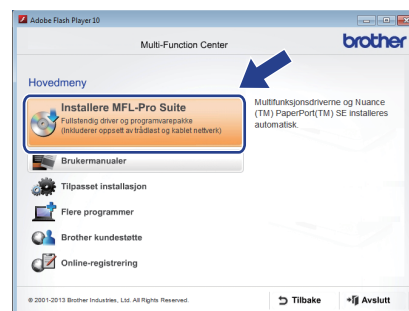 Adobe Flash Player 10
Multi-Function Center
brother
Hovedmeny
Installere MFL-Pro Suite
Fullstendig driver og programvarepakke
(Inkluderer oppsett av trådløst og kablet nettverk)
Multifunksjonsdriverne og Nuance
(TM) PaperPort(TM) SE installeres
automatisk.
Brukermanualer
Tilpasset installasjon
Flere programmer
Brother kundestøtte
Online-registrering
© 2001-2013 Brother Industries, Ltd. All Rights Reserved.
Tilbake
Avslutt